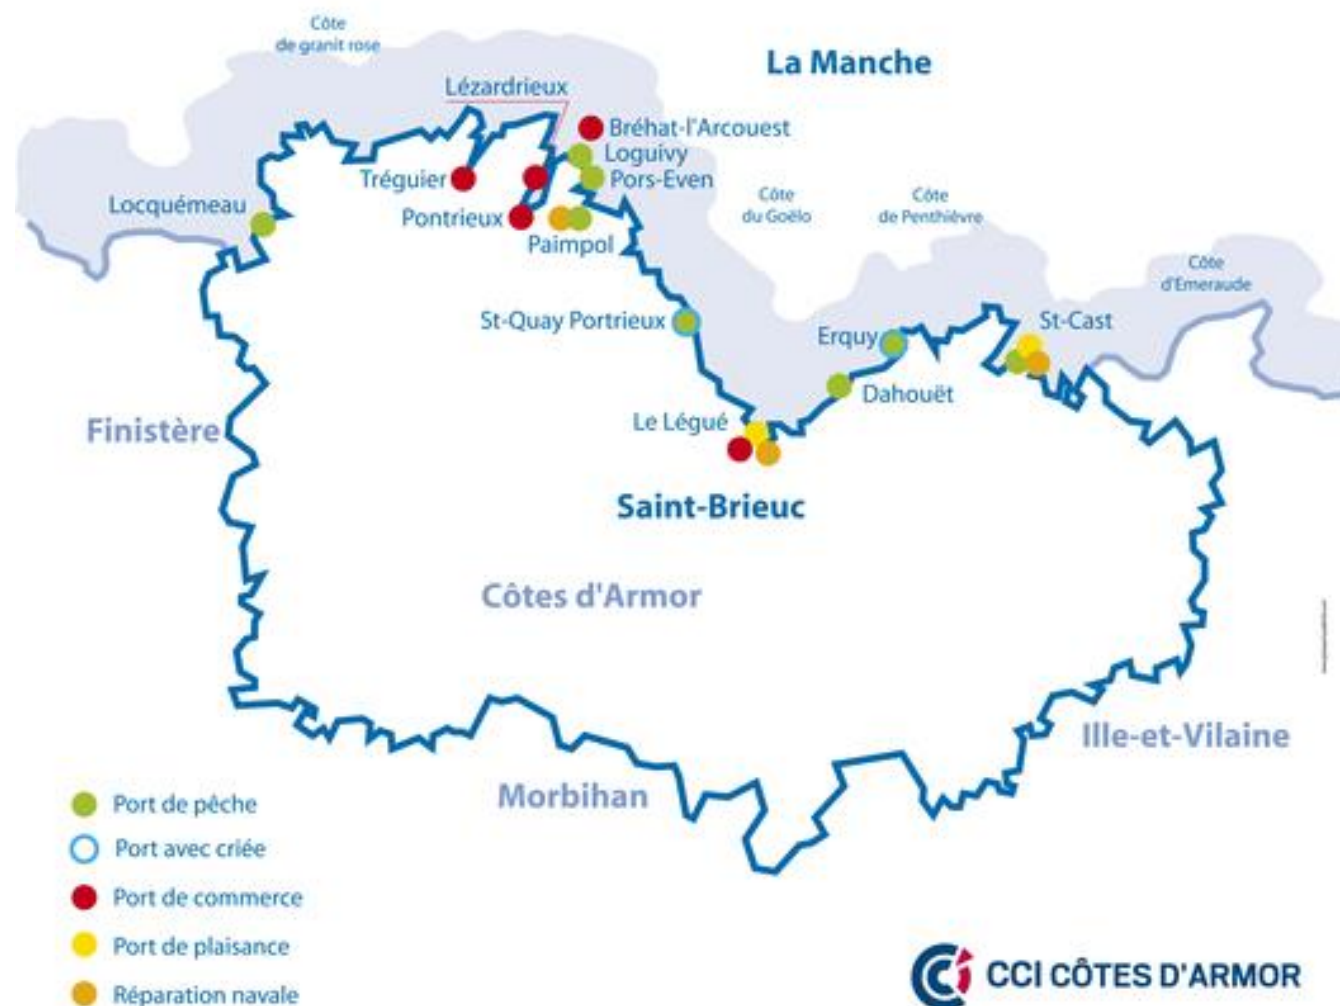 Côte
de granit rose
La Manche
Lézardrieux
Bréhat-l'Arcouest
Loguivy
Tréguier
Pors-Even
Locquémeau
Pontrieux
Côte
du Goëlo
Côte
de Penthièvre
Paimpol
Côte
d'Emeraude
St-Quay Portrieux
Erquy
St-Cast
Dahouët
Le Légué
Finistère
Saint-Brieuc
Côtes d'Armor
Ille-et-Vilaine
Morbihan
Port de pêche
Port avec criée
Port de commerce
Port de plaisance
Réparation navale
CCI CÔTES D'ARMOR